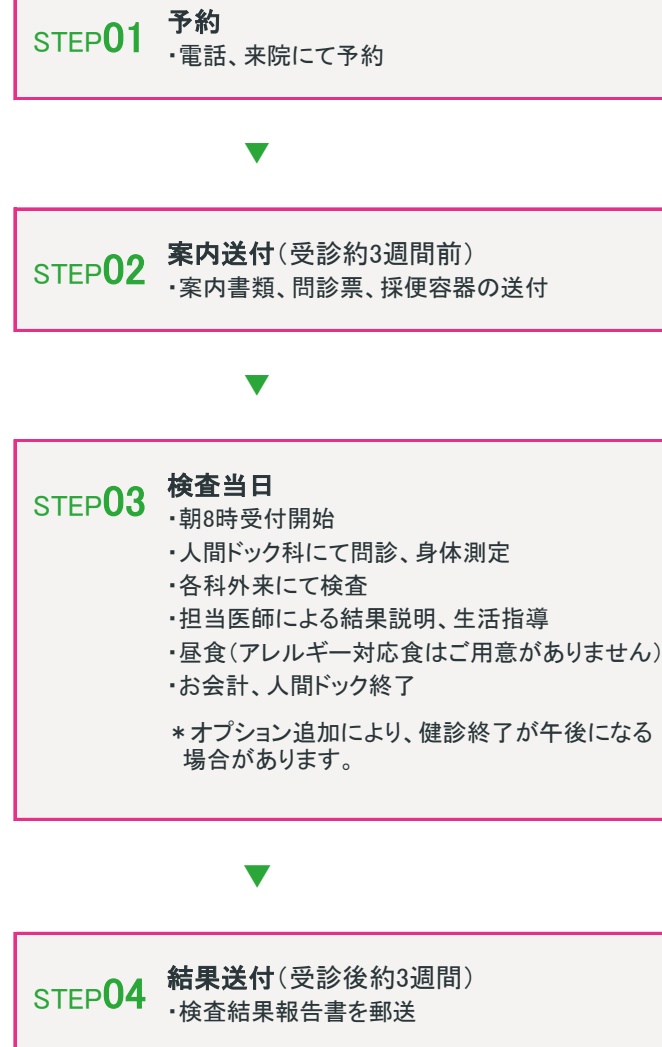 STEP01 予約
・電話、来院にて予約
▼
STEP02 案内送付（受診約3週間前）
・案内書類、問診票、採便容器の送付
▼
STEP03 検査当日
・朝8時受付開始
・人間ドック科にて問診、身体測定
・各科外来にて検査
・担当医師による結果説明、生活指導
・昼食（アレルギー対応食はご用意がありません）
・お会計、人間ドック終了
＊オプション追加により、健診終了が午後になる
場合があります。
▼
STEP04 結果送付（受診後約3週間）
・検査結果報告書を郵送